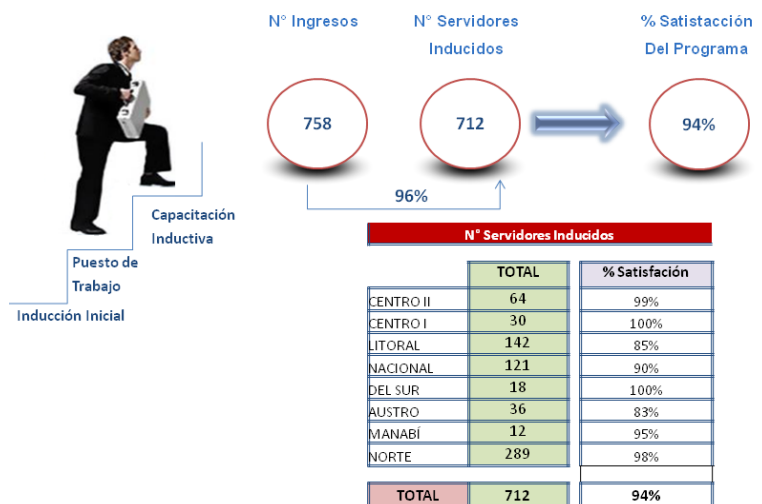 N° Ingresos
N° Servidores
Inducidos
% Satistacción
Del Programa
758
712
94%
96%
Capacitación
Inductiva
Puesto de
Trabajo
Inducción Inicial
N° Servidores Inducidos
TOTAL % Satisfación
CENTRO II 64 99%
CENTRO I 30 100%
LITORAL 142 85%
NACIONAL 121 90%
DEL SUR 18 100%
AUSTRO 36 83%
MANABÍ 12 95%
NORTE 289 98%
TOTAL 712 94%